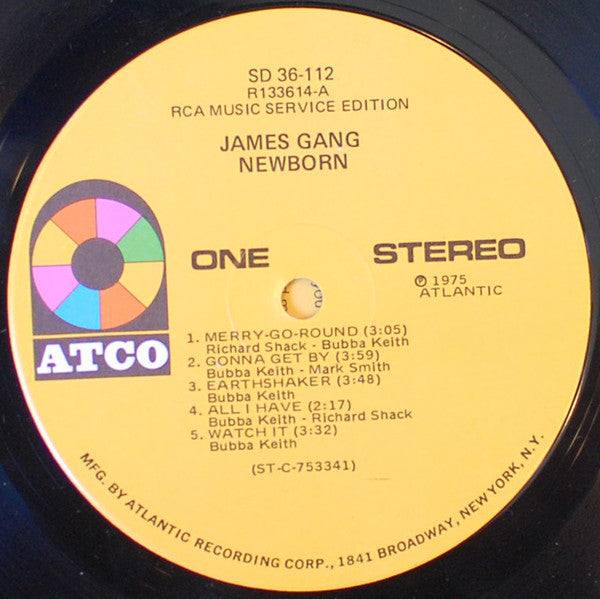 SD 36-112
R133614-A
RCA MUSIC SERVICE EDITION
JAMES GANG
NEWBORN
ATCO
ONE
STEREO
℗ 1975
ATLANTIC
1. MERRY-GO-ROUND (3:05)
Richard Shack - Bubba Keith
2. GONNA GET BY (3:59)
Bubba Keith - Mark Smith
3. EARTHSHAKER (3:48)
Bubba Keith
4. ALL I HAVE (2:17)
Bubba Keith - Richard Shack
5. WATCH IT (3:32)
Bubba Keith
(ST-C-753341)
MFG. BY ATLANTIC RECORDING CORP., 1841 BROADWAY, NEW YORK, N.Y.